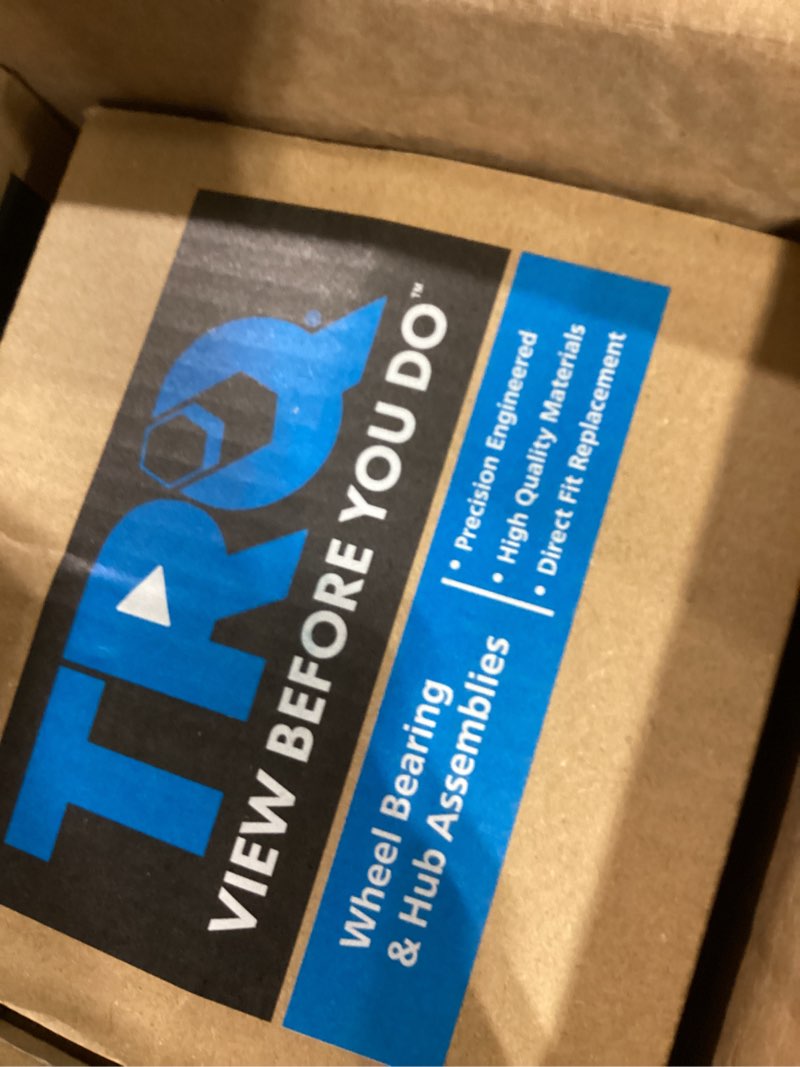 TRQ®
VIEW BEFORE YOU DO™
Wheel Bearing
& Hub Assemblies
• Precision Engineered
• High Quality Materials
• Direct Fit Replacement